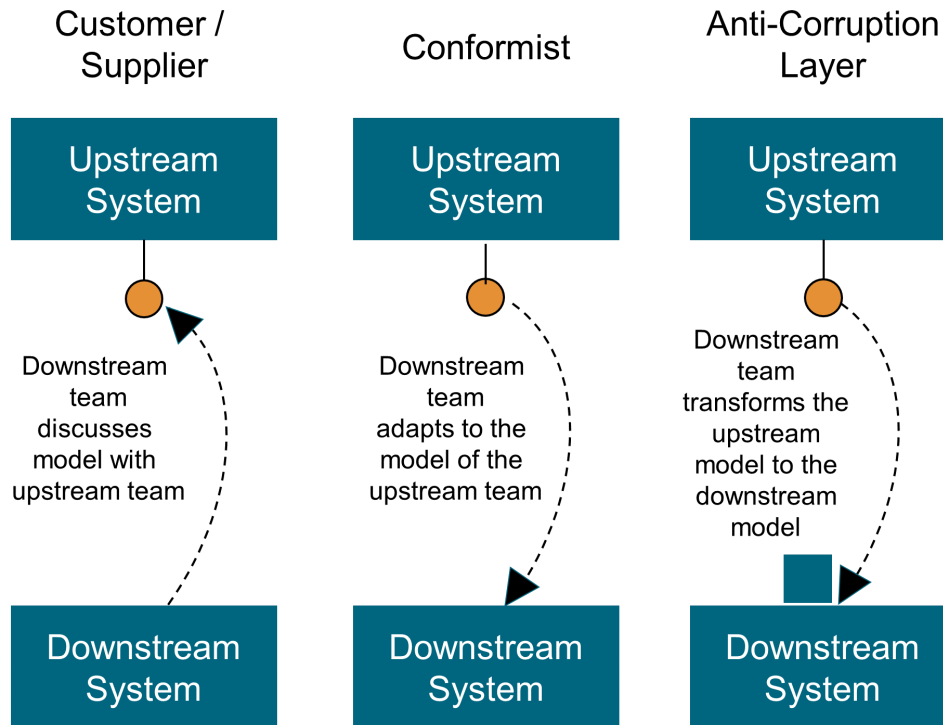 Customer /
Supplier
Upstream
System
Downstream
team
discusses
model with
upstream team
Downstream
System
Conformist
Upstream
System
Downstream
team
adapts to the
model of the
upstream team
Downstream
System
Anti-Corruption
Layer
Upstream
System
Downstream
team
transforms the
upstream
model to the
downstream
model
Downstream
System